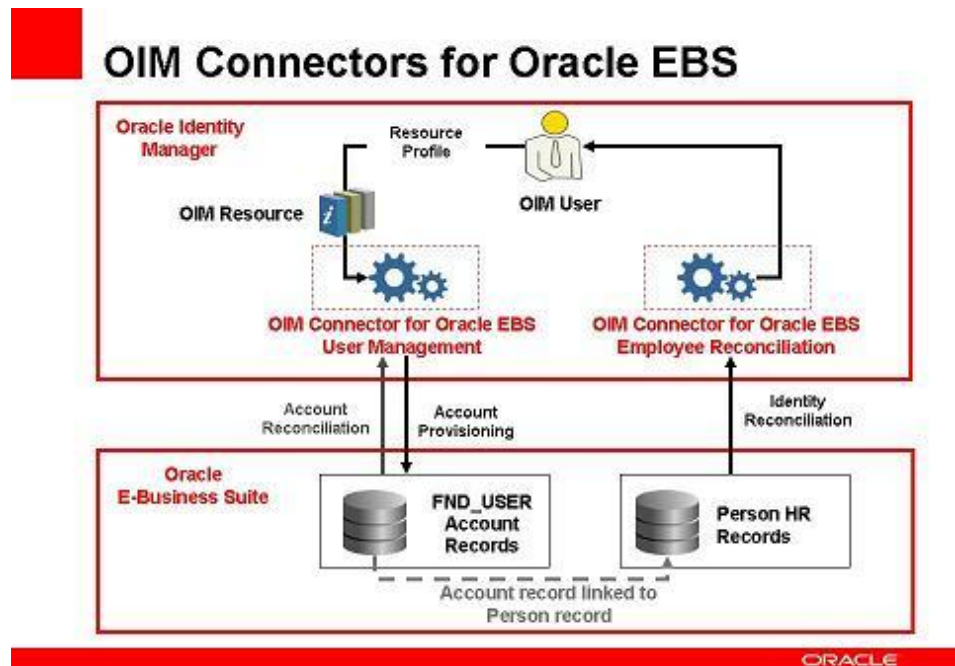 OIM Connectors for Oracle EBS
Oracle Identity
Manager
Resource
Profile
OIM User
OIM Resource
i
OIM Connector for Oracle EBS
User Management
OIM Connector for Oracle EBS
Employee Reconciliation
Account
Reconciliation
Account
Provisioning
Identity
Reconciliation
Oracle
E-Business Suite
FND_USER
Account
Records
Person HR
Records
Account record linked to
Person record
ORACLE